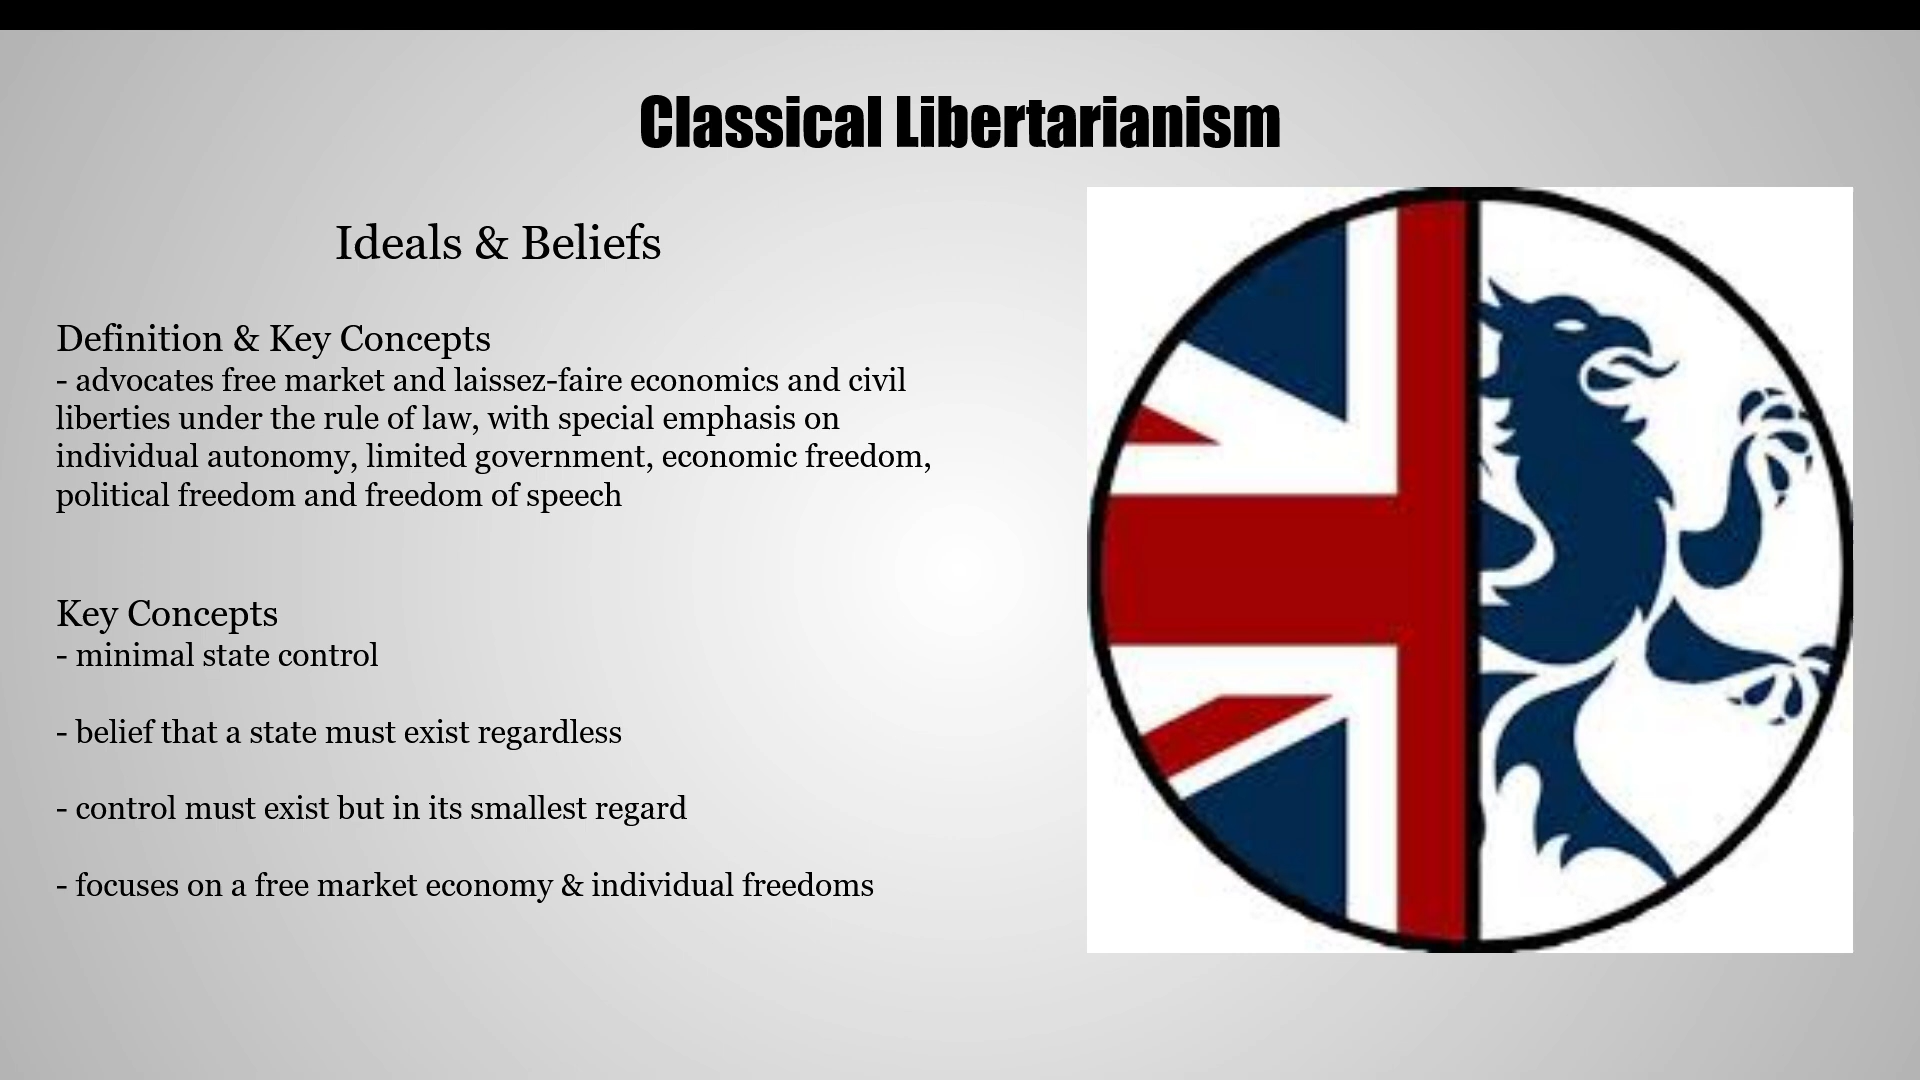 Classical Libertarianism
Ideals & Beliefs
Definition & Key Concepts
- advocates free market and laissez-faire economics and civil
liberties under the rule of law, with special emphasis on
individual autonomy, limited government, economic freedom,
political freedom and freedom of speech
Key Concepts
- minimal state control
- belief that a state must exist regardless
- control must exist but in its smallest regard
- focuses on a free market economy & individual freedoms